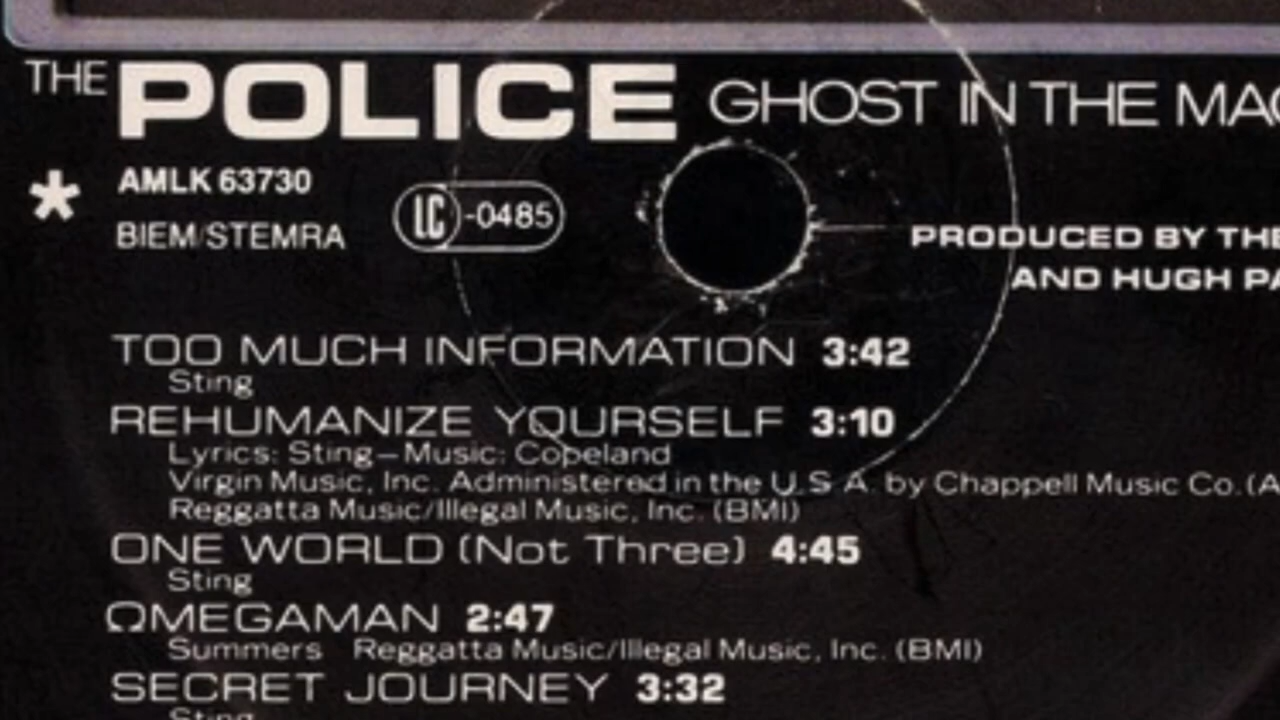 THE POLICE GHOST IN THE MAC
* AMLK 63730
BIEM/STEMRA LC -0485
PRODUCED BY THE
AND HUGH PA
TOO MUCH INFORMATION 3:42
Sting
REHUMANIZE YOURSELF 3:10
Lyrics: Sting–Music: Copeland
Virgin Music, Inc. Administered in the U.S.A. by Chappell Music Co. (A
Reggatta Music/Illegal Music, Inc. (BMI)
ONE WORLD (Not Three) 4:45
Sting
ΩMEGAMAN 2:47
Summers Reggatta Music/Illegal Music, Inc. (BMI)
SECRET JOURNEY 3:32
Sting